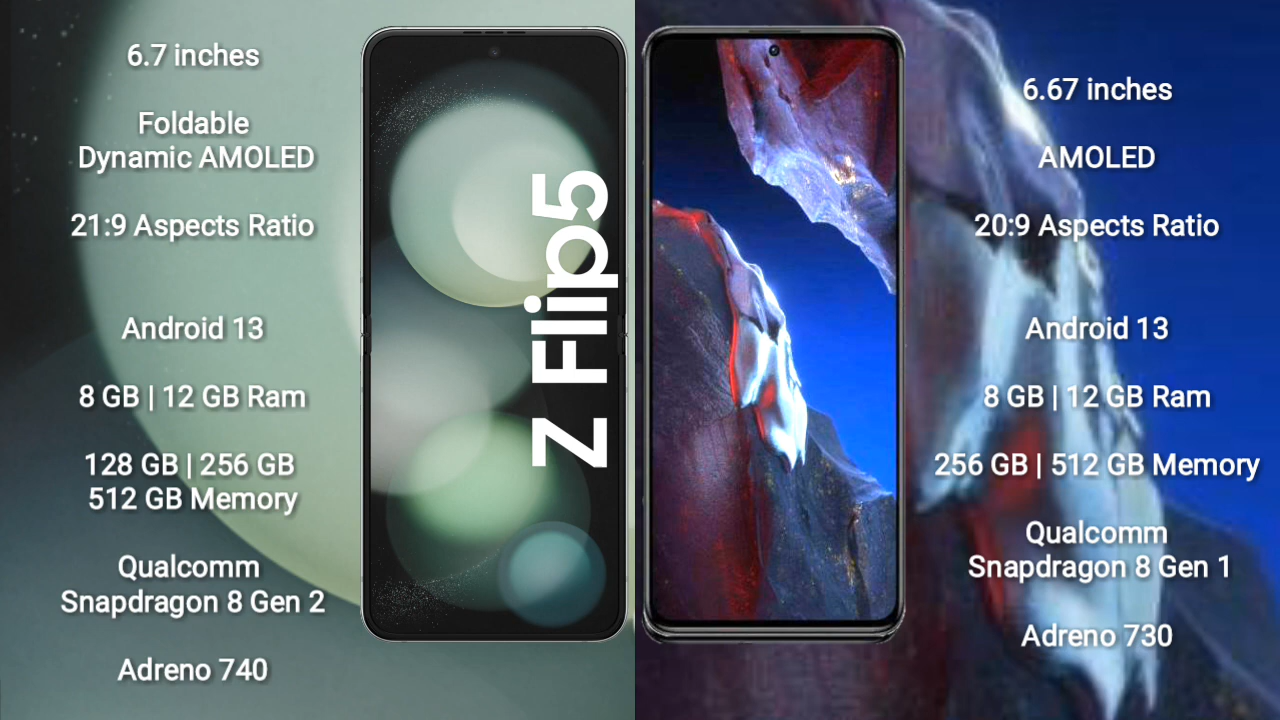 6.7 inches
Foldable
Dynamic AMOLED
21:9 Aspects Ratio
Android 13
8 GB | 12 GB Ram
128 GB | 256 GB
512 GB Memory
Qualcomm
Snapdragon 8 Gen 2
Adreno 740
Z Flip5
6.67 inches
AMOLED
20:9 Aspects Ratio
Android 13
8 GB | 12 GB Ram
256 GB | 512 GB Memory
Qualcomm
Snapdragon 8 Gen 1
Adreno 730